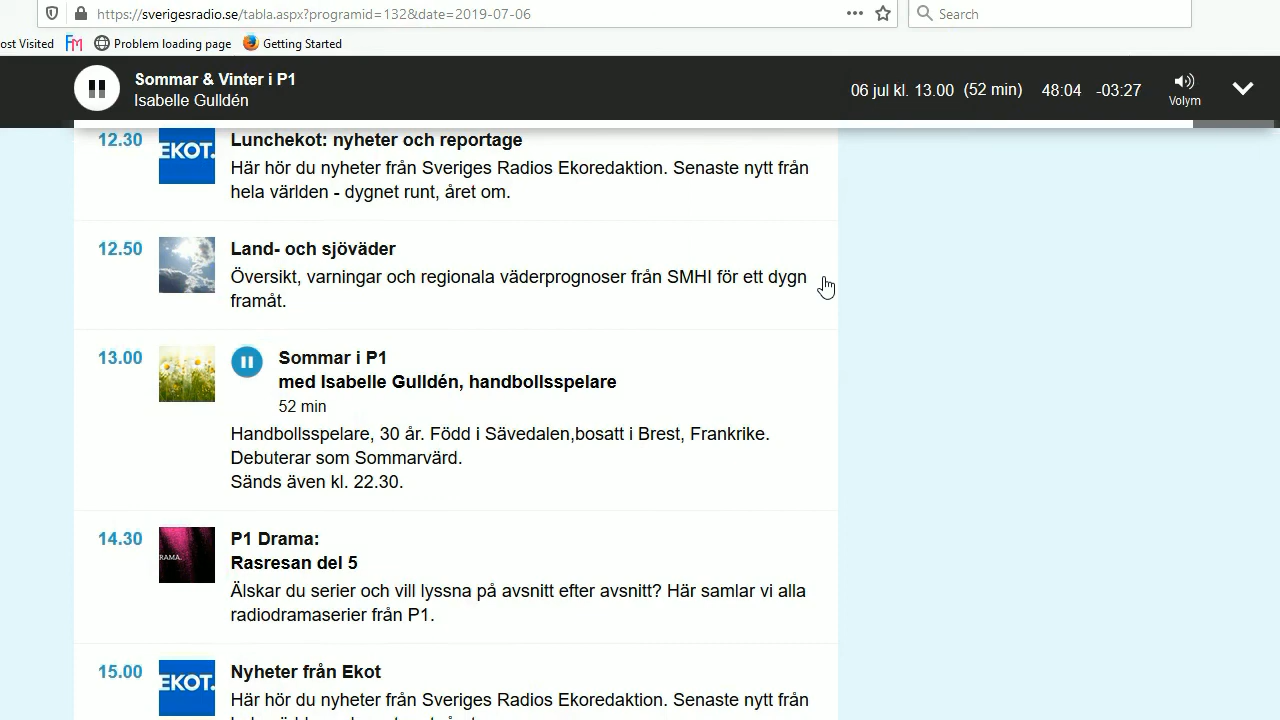 https://sverigesradio.se/tabla.aspx?programid=132&date=2019-07-06
Search
ost Visited
Problem loading page
Getting Started
Sommar & Vinter i P1
Isabelle Gulldén
06 jul kl. 13.00 (52 min) 48:04 -03:27
Volym
12.30
EKOT.
Lunchekot: nyheter och reportage
Här hör du nyheter från Sveriges Radios Ekoredaktion. Senaste nytt från
hela världen - dygnet runt, året om.
12.50
Land- och sjöväder
Översikt, varningar och regionala väderprognoser från SMHI för ett dygn
framåt.
13.00
Sommar i P1
med Isabelle Gulldén, handbollsspelare
52 min
Handbollsspelare, 30 år. Född i Sävedalen,bosatt i Brest, Frankrike.
Debuterar som Sommarvärd.
Sänds även kl. 22.30.
14.30
RAMA.
P1 Drama:
Rasresan del 5
Älskar du serier och vill lyssna på avsnitt efter avsnitt? Här samlar vi alla
radiodramaserier från P1.
15.00
EKOT.
Nyheter från Ekot
Här hör du nyheter från Sveriges Radios Ekoredaktion. Senaste nytt från